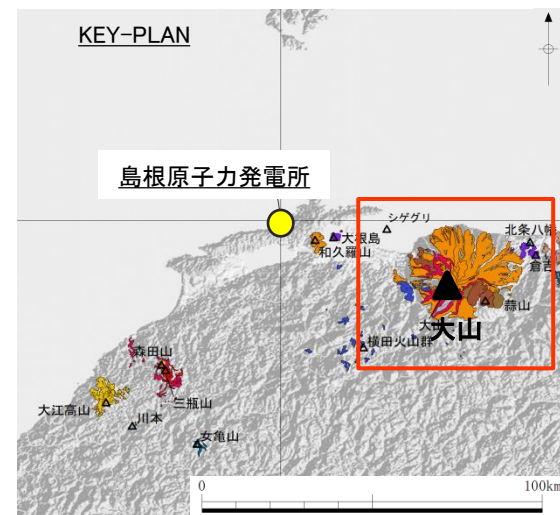 KEY-PLAN
島根原子力発電所
シゲグリ
北条八幡
大根島
和久羅山
倉吉
蒜山
大山
大山
横田火山群
森田山
三瓶山
大江高山
川本
女亀山
0
100km